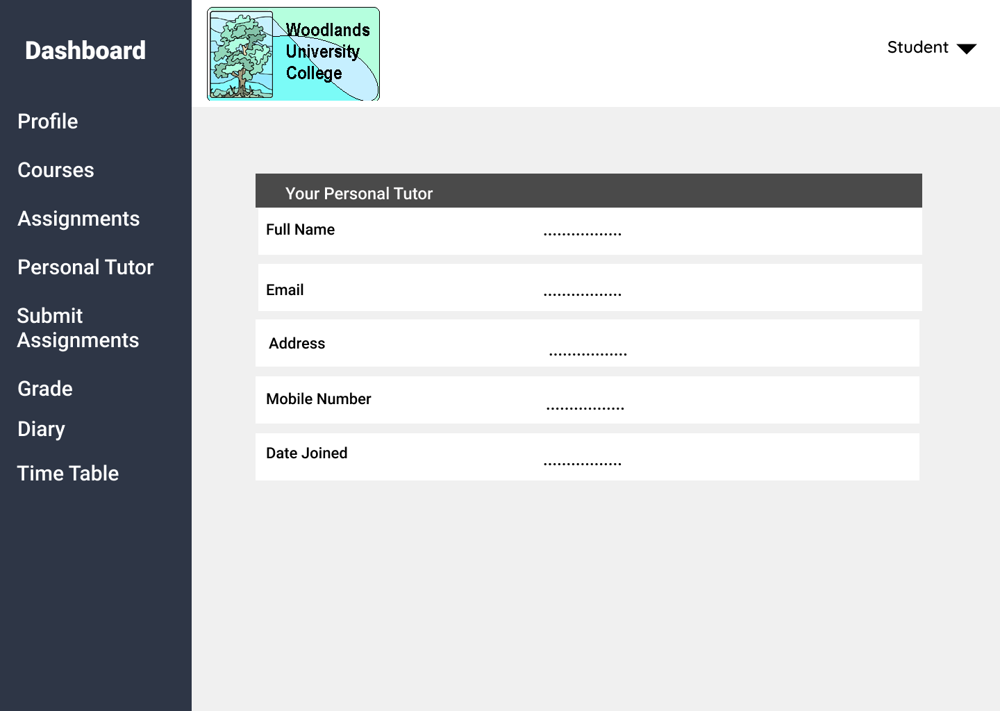 Dashboard
Profile
Courses
Assignments
Personal Tutor
Submit
Assignments
Grade
Diary
Time Table
Woodlands
University
College
Student
Your Personal Tutor
Full Name .................
Email .................
Address .................
Mobile Number .................
Date Joined .................